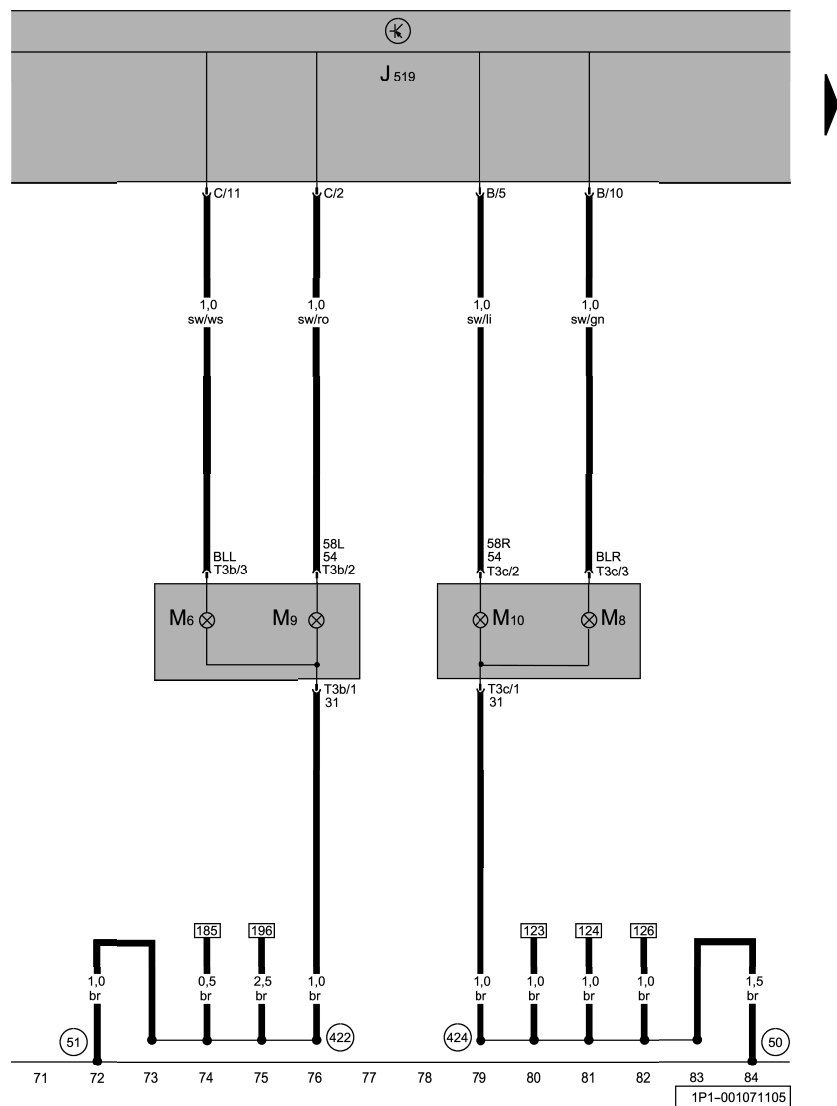 J 519
C/11 C/2 B/5 B/10
1,0 1,0 1,0 1,0
sw/ws sw/ro sw/li sw/gn
58L 58R
BLL 54 54 BLR
T3b/3 T3b/2 T3c/2 T3c/3
M6 M9 M10 M8
T3b/1 T3c/1
31 31
185 196 123 124 126
1,0 0,5 2,5 1,0 1,0 1,0 1,0 1,0 1,5
br br br br br br br br br
51 422 424 50
71 72 73 74 75 76 77 78 79 80 81 82 83 84
1P1-001071105